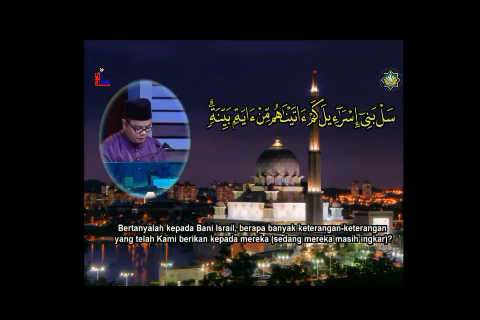 سَلْ بَنِىٓ إِسْرَٰٓءِيلَ كَمْ ءَاتَيْنَٰهُم مِّنْ ءَايَةٍۭ بَيِّنَةٍۢ ۗ
Bertanyalah kepada Bani Israil, berapa banyak keterangan-keterangan
yang telah Kami berikan kepada mereka (sedang mereka masih ingkar)?